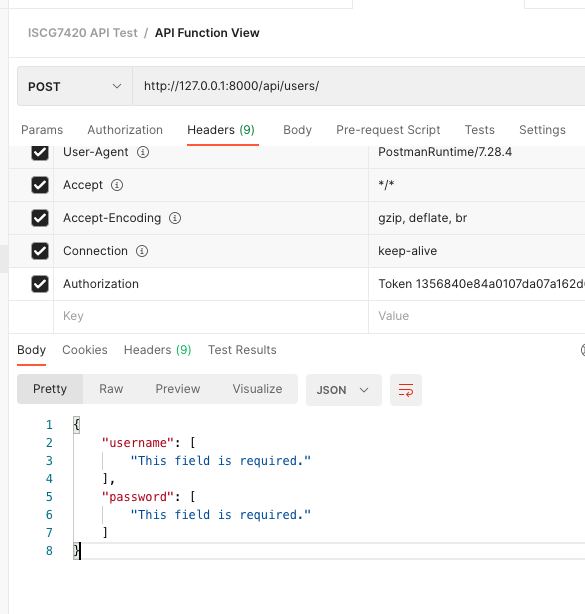 ISCG7420 API Test / API Function View
POST http://127.0.0.1:8000/api/users/
Params Authorization Headers (9) Body Pre-request Script Tests Settings
User-Agent PostmanRuntime/7.28.4
Accept */*
Accept-Encoding gzip, deflate, br
Connection keep-alive
Authorization Token 1356840e84a0107da07a162d
Key Value
Body Cookies Headers (9) Test Results
Pretty Raw Preview Visualize JSON
1 {
2 "username": [
3 "This field is required."
4 ],
5 "password": [
6 "This field is required."
7 ]
8 }